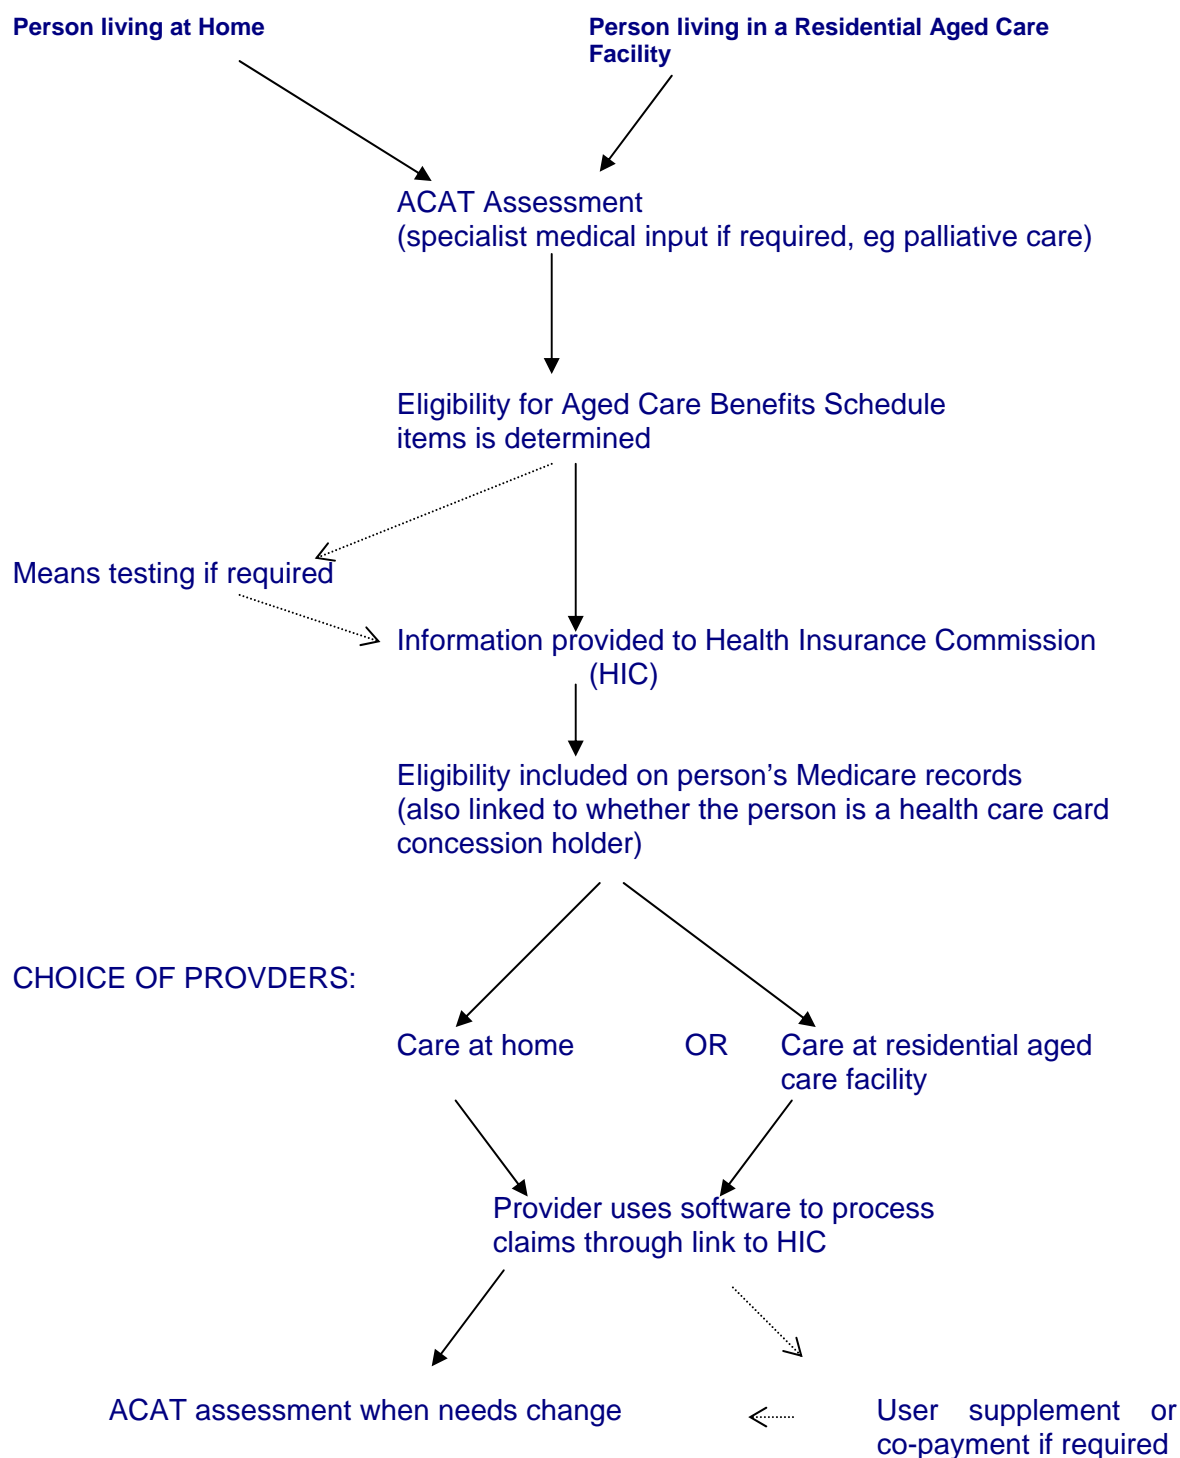 Person living at Home
Person living in a Residential Aged Care
Facility
ACAT Assessment
(specialist medical input if required, eg palliative care)
Eligibility for Aged Care Benefits Schedule
items is determined
Means testing if required
Information provided to Health Insurance Commission
(HIC)
Eligibility included on person’s Medicare records
(also linked to whether the person is a health care card
concession holder)
CHOICE OF PROVDERS:
Care at home
OR
Care at residential aged
care facility
Provider uses software to process
claims through link to HIC
ACAT assessment when needs change
User supplement or
co-payment if required